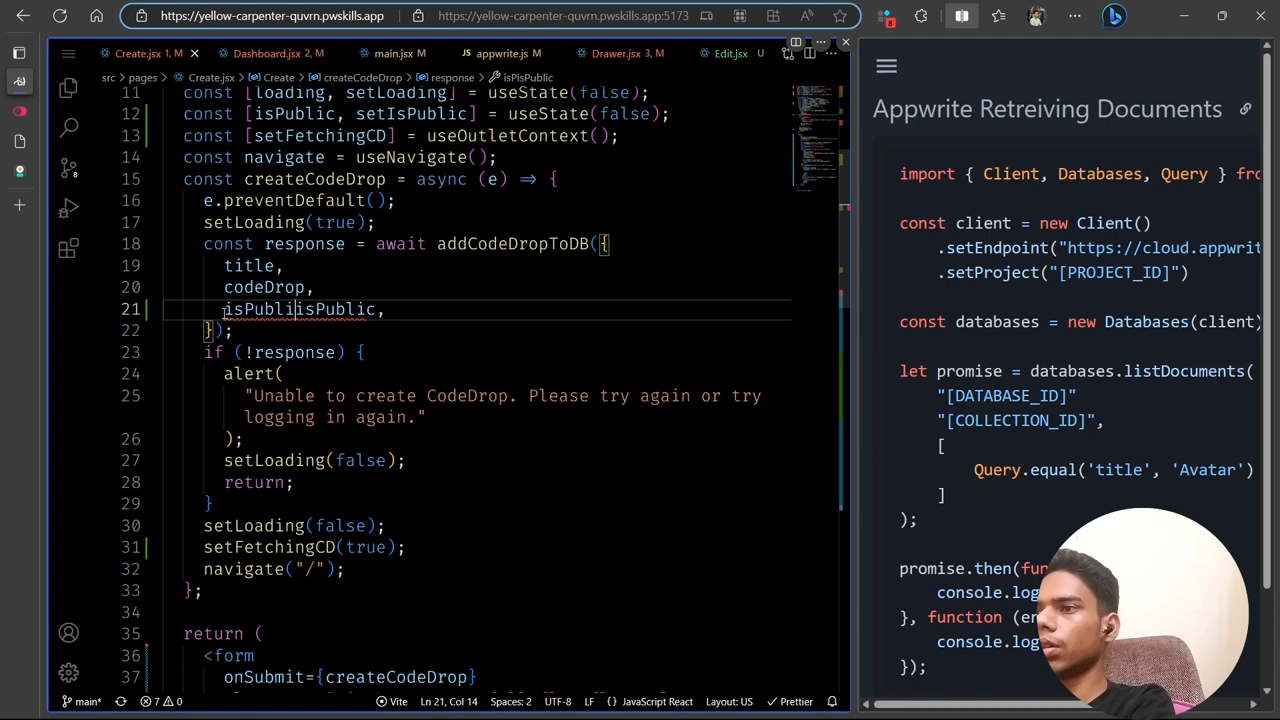 https://yellow-carpenter-quvrn.pwskills.app
https://yellow-carpenter-quvrn.pwskills.app:5173
8
Create.jsx 1, M
Dashboard.jsx 2, M
main.jsx M
appwrite.js M
Drawer.jsx 3, M
Edit.jsx U
src > pages > Create.jsx > Create > createCodeDrop > response > isPisPublic
11 const [loading, setLoading] = useState(false);
12 const [isPublic, setIsPublic] = useState(false);
13 const [setFetchingCD] = useOutletContext();
14 const navigate = useNavigate();
15 const createCodeDrop = async (e) => {
16 e.preventDefault();
17 setLoading(true);
18 const response = await addCodeDropToDB({
19 title,
20 codeDrop,
21 isPubliisPublic,
22 });
23 if (!response) {
24 alert(
25 "Unable to create CodeDrop. Please try again or try
logging in again."
26 );
27 setLoading(false);
28 return;
29 }
30 setLoading(false);
31 setFetchingCD(true);
32 navigate("/");
33 };
34
35 return (
36 <form
37 onSubmit={createCodeDrop}
8
main*
7 0
Vite
Ln 21, Col 14
Spaces: 2
UTF-8
LF
{} JavaScript React
Layout: US
Prettier
Appwrite Retreiving Documents
import { Client, Databases, Query } from
const client = new Client()
.setEndpoint("https://cloud.appwrit
.setProject("[PROJECT_ID]")
const databases = new Databases(client)
let promise = databases.listDocuments(
"[DATABASE_ID]"
"[COLLECTION_ID]",
[
Query.equal('title', 'Avatar')
]
);
promise.then(fun
console.log
}, function (er
console.log
});